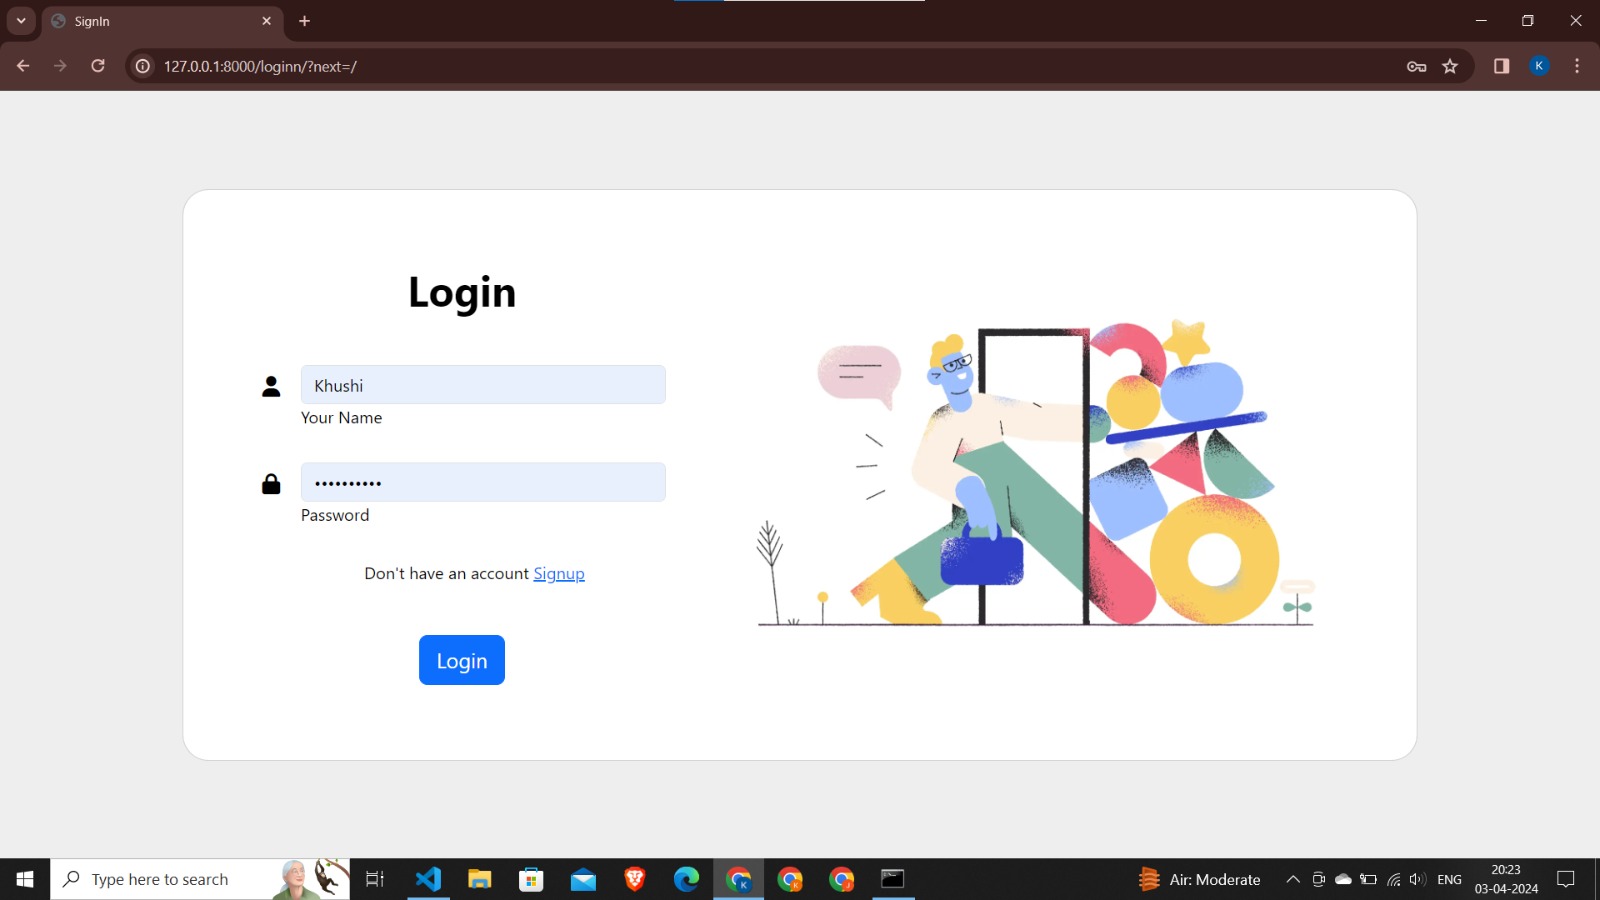 SignIn
127.0.0.1:8000/loginn/?next=/
K
Login
Khushi
Your Name
••••••••••
Password
Don't have an account Signup
Login
Type here to search
K
K
J
Air: Moderate
ENG
20:23
03-04-2024